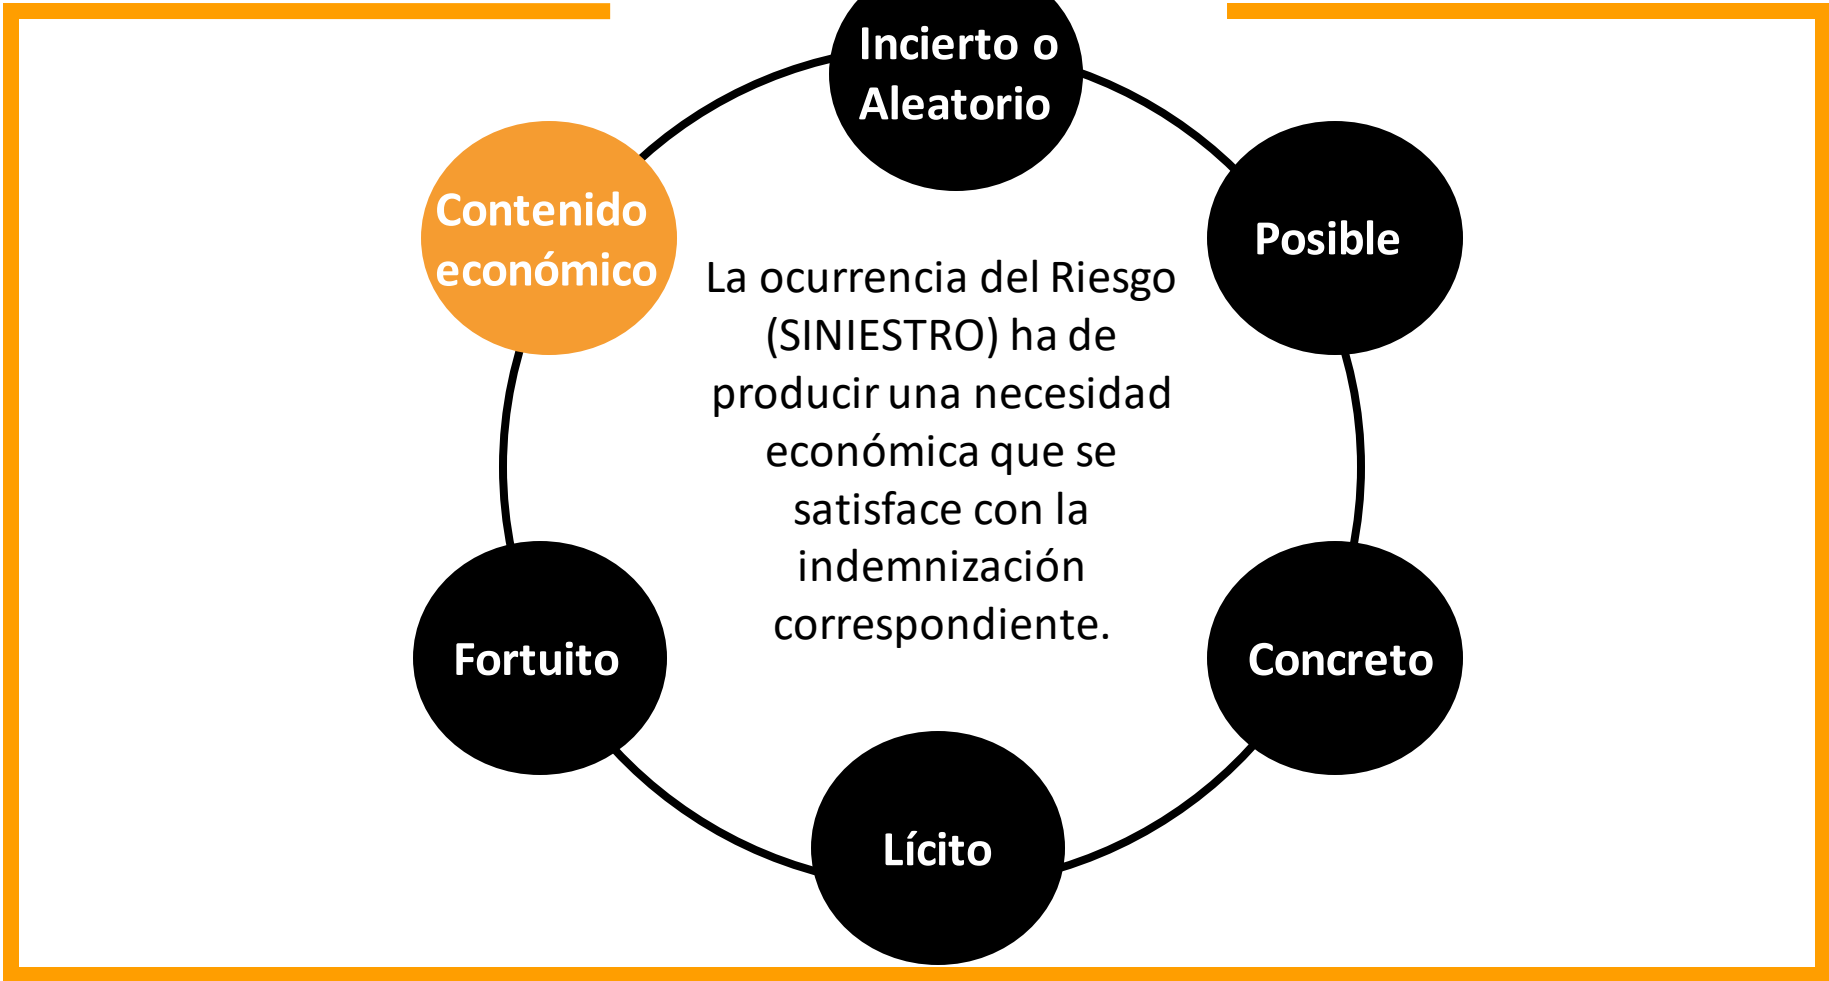 Incierto o
Aleatorio
Contenido
económico
Posible
La ocurrencia del Riesgo
(SINIESTRO) ha de
producir una necesidad
económica que se
satisface con la
indemnización
correspondiente.
Fortuito
Concreto
Lícito